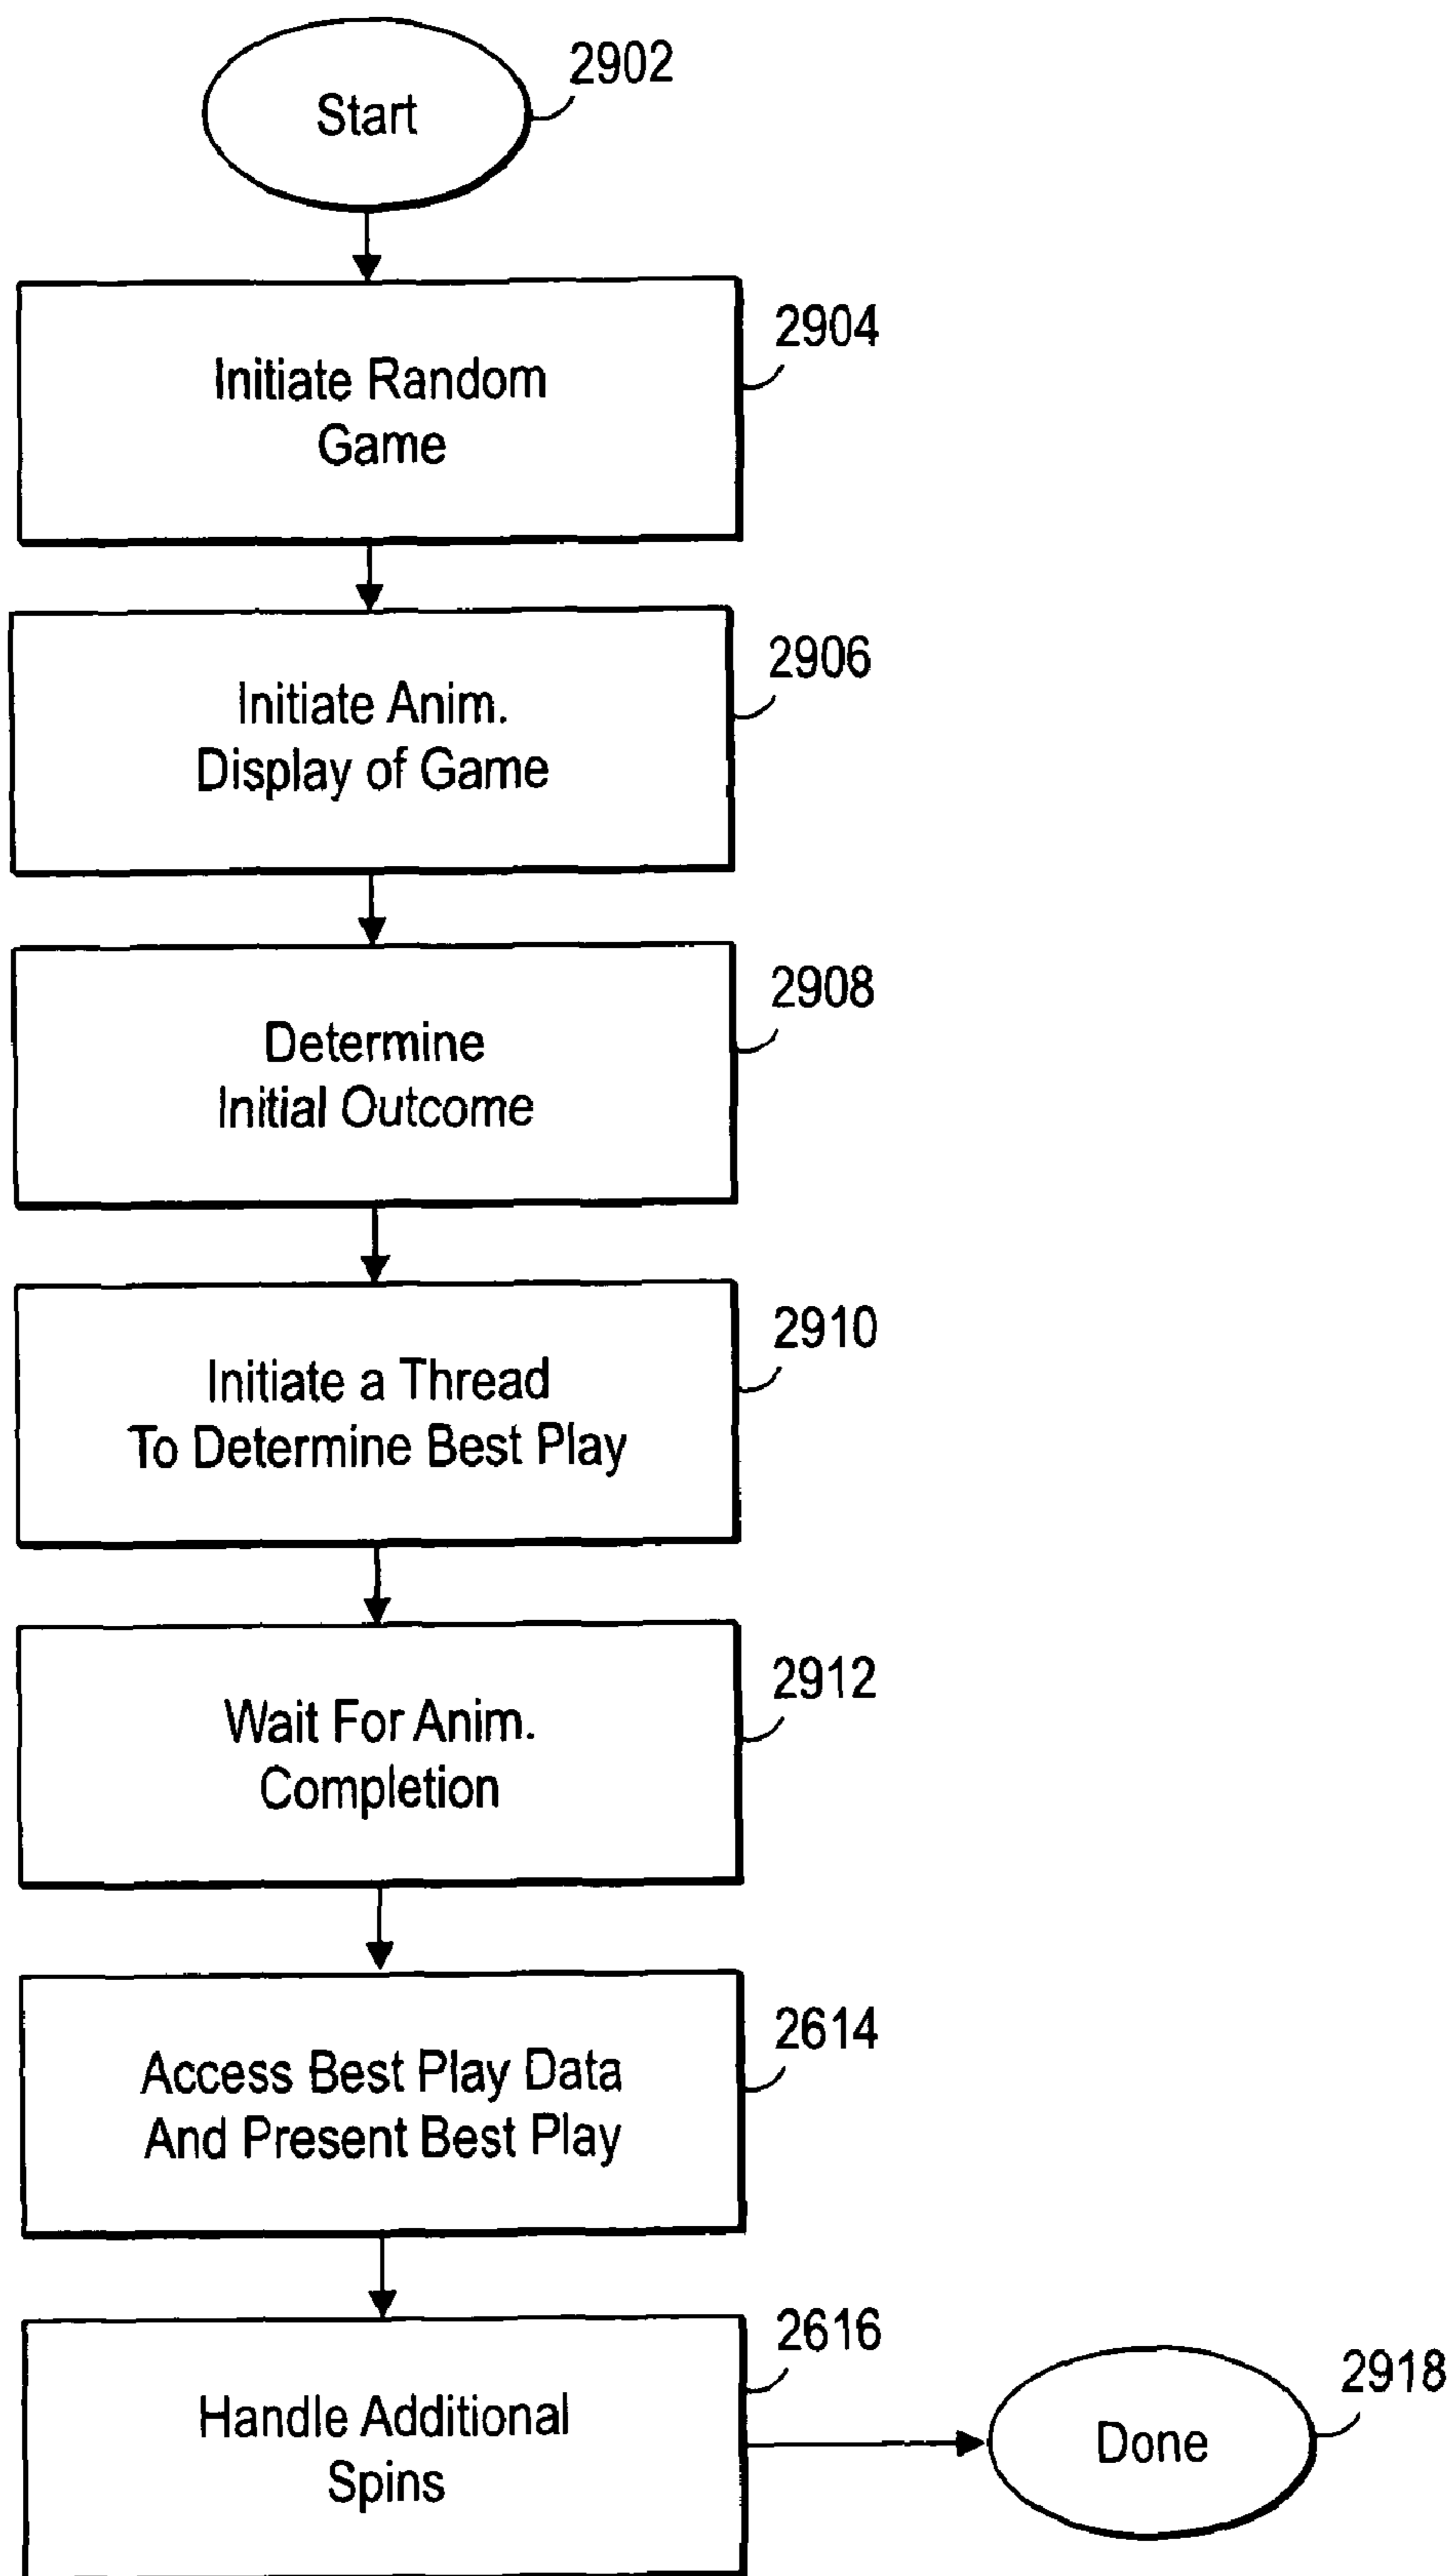 Start
2902
Initiate Random
Game
2904
Initiate Anim.
Display of Game
2906
Determine
Initial Outcome
2908
Initiate a Thread
To Determine Best Play
2910
Wait For Anim.
Completion
2912
Access Best Play Data
And Present Best Play
2614
Handle Additional
Spins
2616
Done
2918